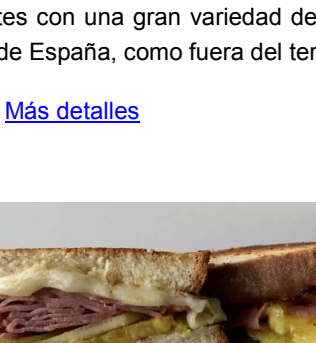 con una gran variedad de
de España, como fuera del
Más detalles